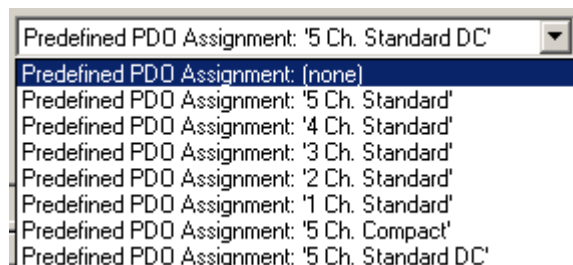 Predefined PDO Assignment: '5 Ch. Standard DC'
Predefined PDO Assignment: (none)
Predefined PDO Assignment: '5 Ch. Standard'
Predefined PDO Assignment: '4 Ch. Standard'
Predefined PDO Assignment: '3 Ch. Standard'
Predefined PDO Assignment: '2 Ch. Standard'
Predefined PDO Assignment: '1 Ch. Standard'
Predefined PDO Assignment: '5 Ch. Compact'
Predefined PDO Assignment: '5 Ch. Standard DC'